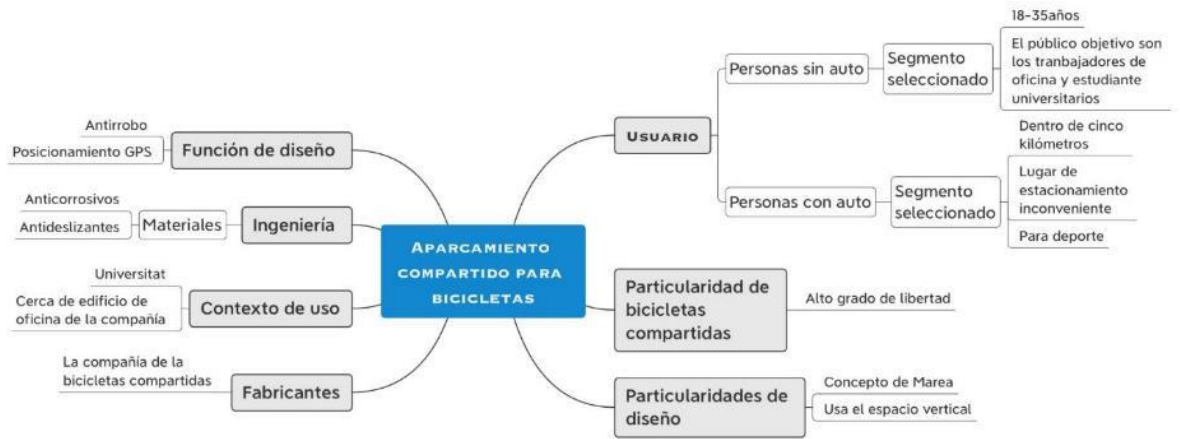 APARCAMIENTO
COMPARTIDO PARA
BICICLETAS
Función de diseño
Antirrobo
Posicionamiento GPS
Ingeniería
Materiales
Anticorrosivos
Antideslizantes
Contexto de uso
Universitat
Cerca de edificio de
oficina de la compañía
Fabricantes
La compañía de la
bicicletas compartidas
USUARIO
Personas sin auto
Segmento
seleccionado
18-35años
El público objetivo son
los tranbajadores de
oficina y estudiante
universitarios
Personas con auto
Segmento
seleccionado
Dentro de cinco
kilómetros
Lugar de
estacionamiento
inconveniente
Para deporte
Particularidad de
bicicletas
compartidas
Alto grado de libertad
Particularidades de
diseño
Concepto de Marea
Usa el espacio vertical